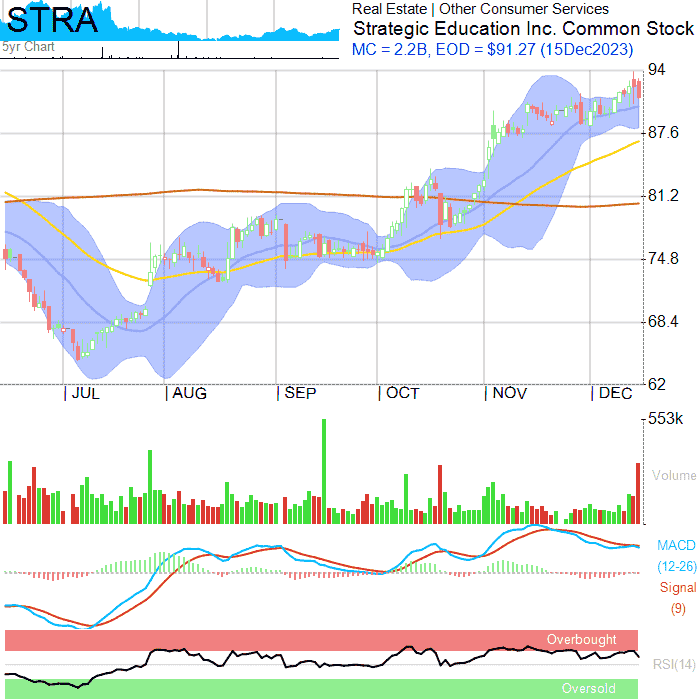 STRA
5yr Chart
Real Estate | Other Consumer Services
Strategic Education Inc. Common Stock
MC = 2.2B, EOD = $91.27 (15Dec2023)
94
87.6
81.2
74.8
68.4
62
| JUL | AUG | SEP | OCT | NOV | DEC
553k
Volume
MACD
(12-26)
Signal
(9)
Overbought
RSI(14)
Oversold